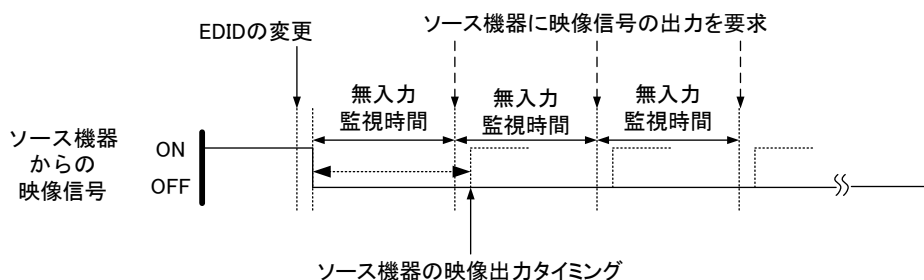 ソース機器に映像信号の出力を要求
EDIDの変更
無入力
監視時間
無入力
監視時間
無入力
監視時間
ソース機器
からの
映像信号
ON
OFF
ソース機器の映像出力タイミング